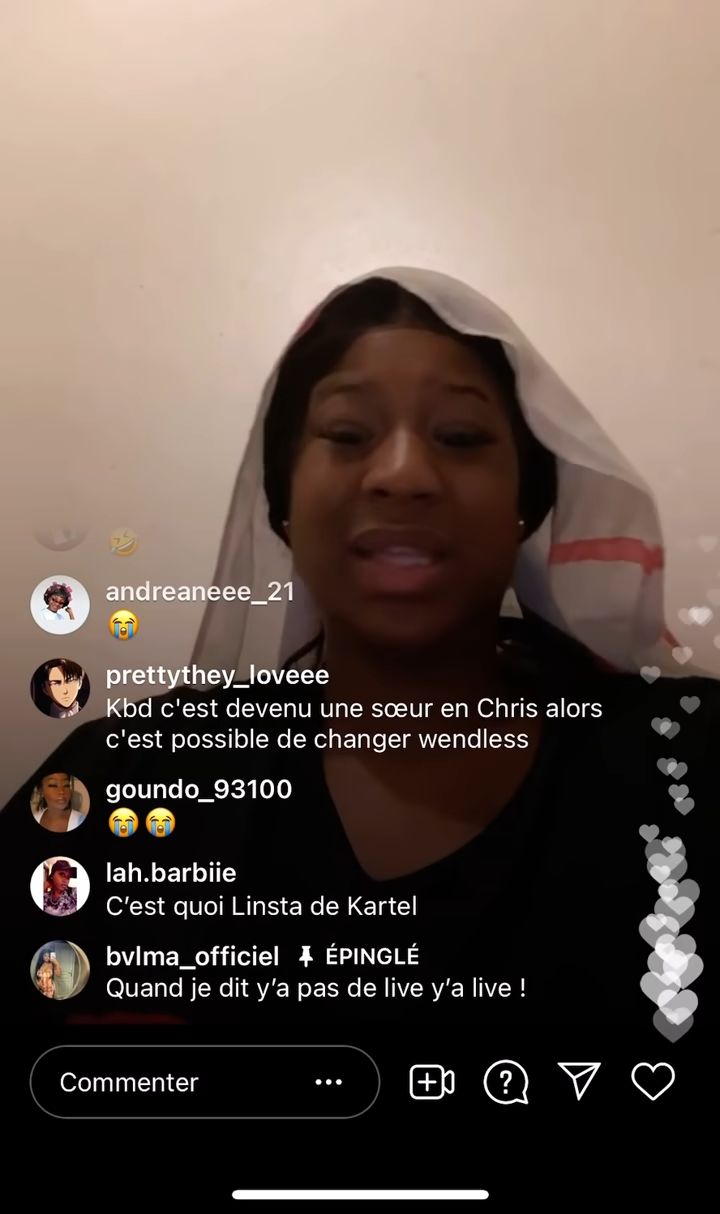 🤣
andreaneee_21
😭
prettythey_loveee
Kbd c'est devenu une sœur en Chris alors
c'est possible de changer wendless
goundo_93100
😭😭
lah.barbiie
C’est quoi Linsta de Kartel
bvlma_officiel 📌 ÉPINGLÉ
Quand je dit y’a pas de live y’a live !
Commenter